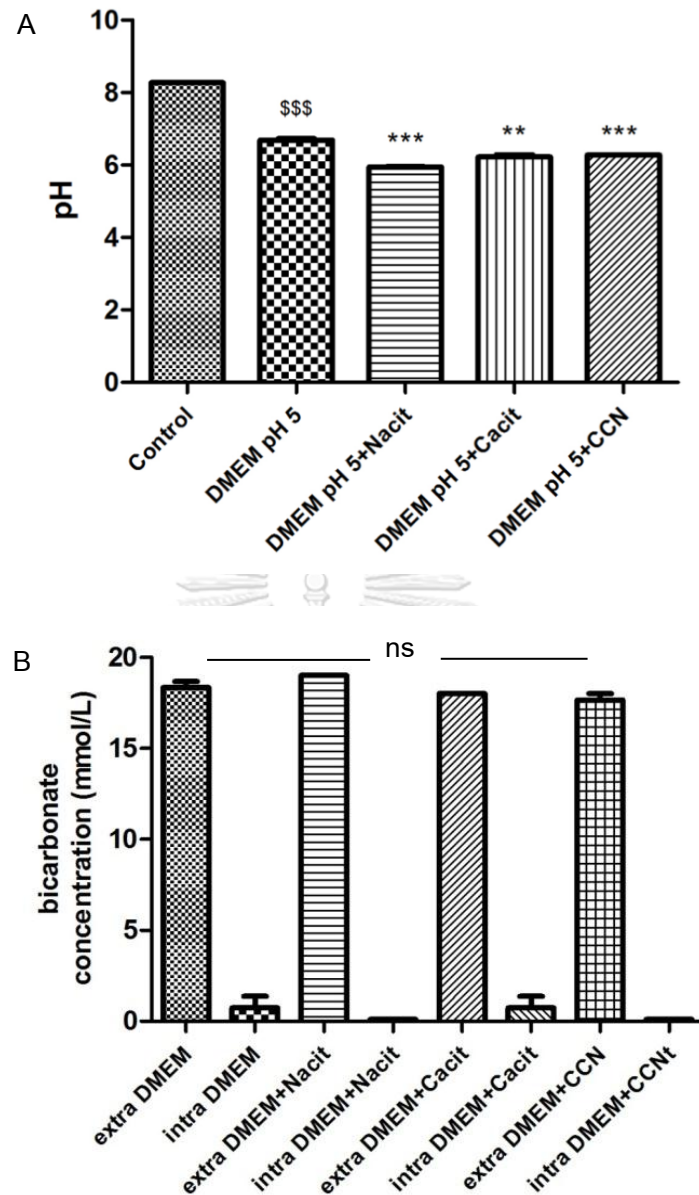 A
10
8
6
4
2
0
pH
$$$
***
**
***
Control
DMEM pH 5
DMEM pH 5+Nacit
DMEM pH 5+Cacit
DMEM pH 5+CCN
B
ns
20
15
10
5
0
bicarbonate
concentration (mmol/L)
extra DMEM
intra DMEM
extra DMEM+Nacit
intra DMEM+Nacit
extra DMEM+Cacit
intra DMEM+Cacit
extra DMEM+CCN
intra DMEM+CCNt